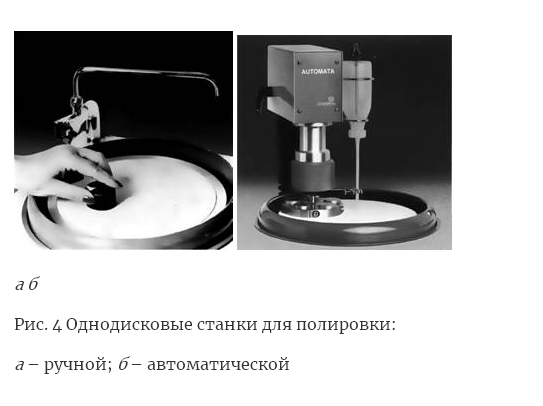 AUTOMATA
а б
Рис. 4 Однодисковые станки для полировки:
а – ручной; б – автоматической